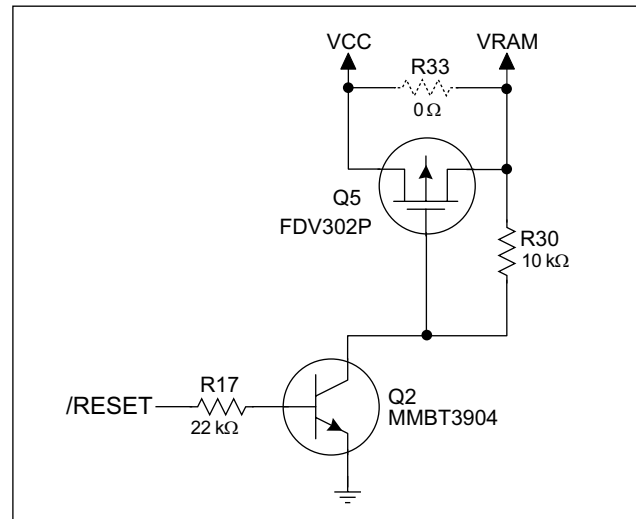 VCC
VRAM
R33
0 Ω
Q5
FDV302P
R30
10 kΩ
R17
/RESET
22 kΩ
Q2
MMBT3904